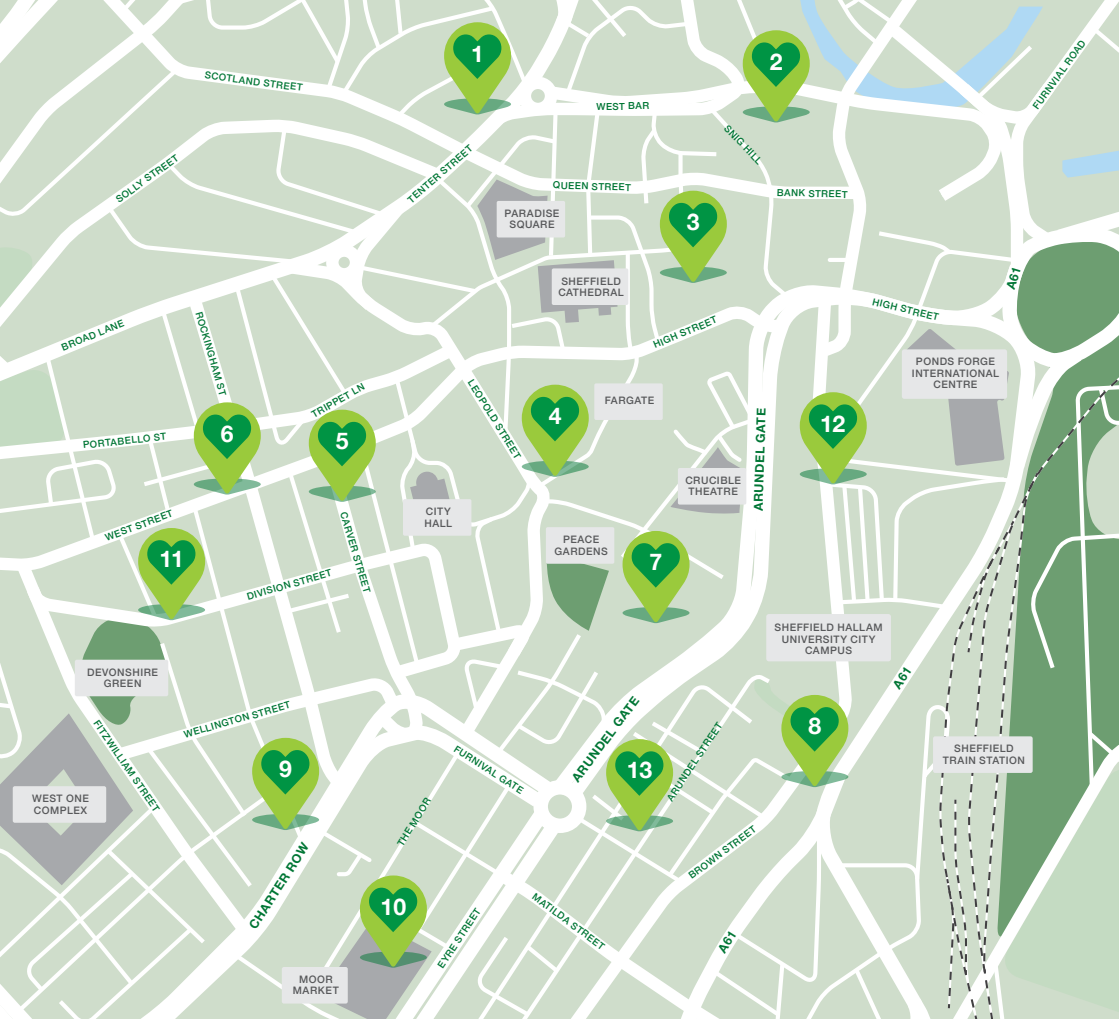 1
2
SCOTLAND STREET
WEST BAR
FURNVIAL ROAD
SNIG HILL
SOLLY STREET
TENTER STREET
QUEEN STREET
BANK STREET
PARADISE
SQUARE
3
SHEFFIELD
CATHEDRAL
A61
HIGH STREET
BROAD LANE
ROCKINGHAM ST
HIGH STREET
PONDS FORGE
INTERNATIONAL
CENTRE
TRIPPET LN
LEOPOLD STREET
4
FARGATE
12
ARUNDEL GATE
PORTABELLO ST
6
5
CRUCIBLE
THEATRE
CITY
HALL
WEST STREET
CARVER STREET
PEACE
GARDENS
11
7
DIVISION STREET
SHEFFIELD HALLAM
UNIVERSITY CITY
CAMPUS
DEVONSHIRE
GREEN
A61
WELLINGTON STREET
FITZWILLIAM STREET
ARUNDEL GATE
8
SHEFFIELD
TRAIN STATION
FURNIVAL GATE
ARUNDEL STREET
9
13
WEST ONE
COMPLEX
THE MOOR
BROWN STREET
CHARTER ROW
10
MATILDA STREET
EYRE STREET
A61
MOOR
MARKET